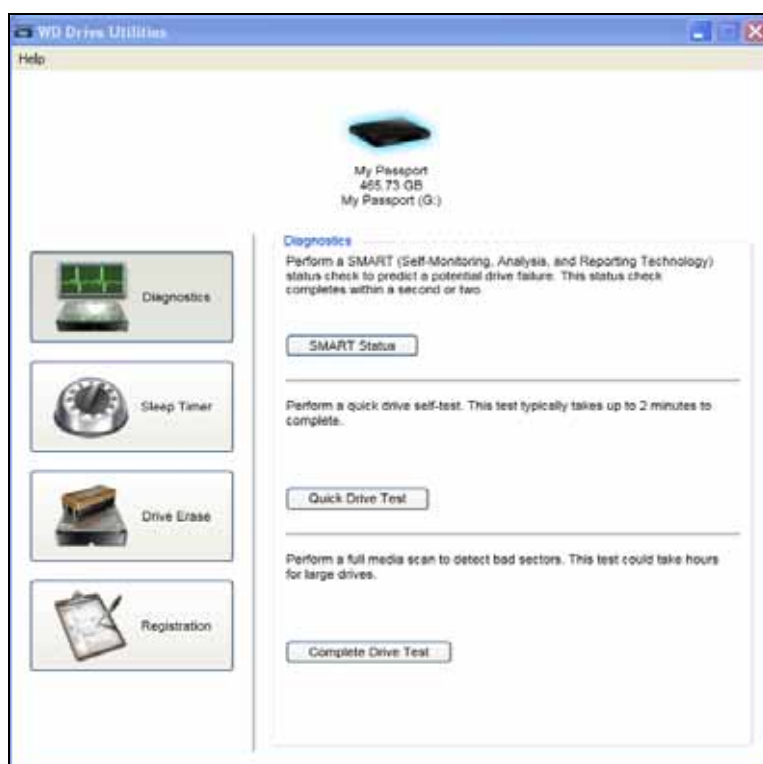 WD Drive Utilities
Help
My Passport
465.73 GB
My Passport (G:)
Diagnostics
Sleep Timer
Drive Erase
Registration
Diagnostics
Perform a SMART (Self-Monitoring, Analysis, and Reporting Technology)
status check to predict a potential drive failure. This status check
completes within a second or two.
SMART Status
Perform a quick drive self-test. This test typically takes up to 2 minutes to
complete.
Quick Drive Test
Perform a full media scan to detect bad sectors. This test could take hours
for large drives.
Complete Drive Test